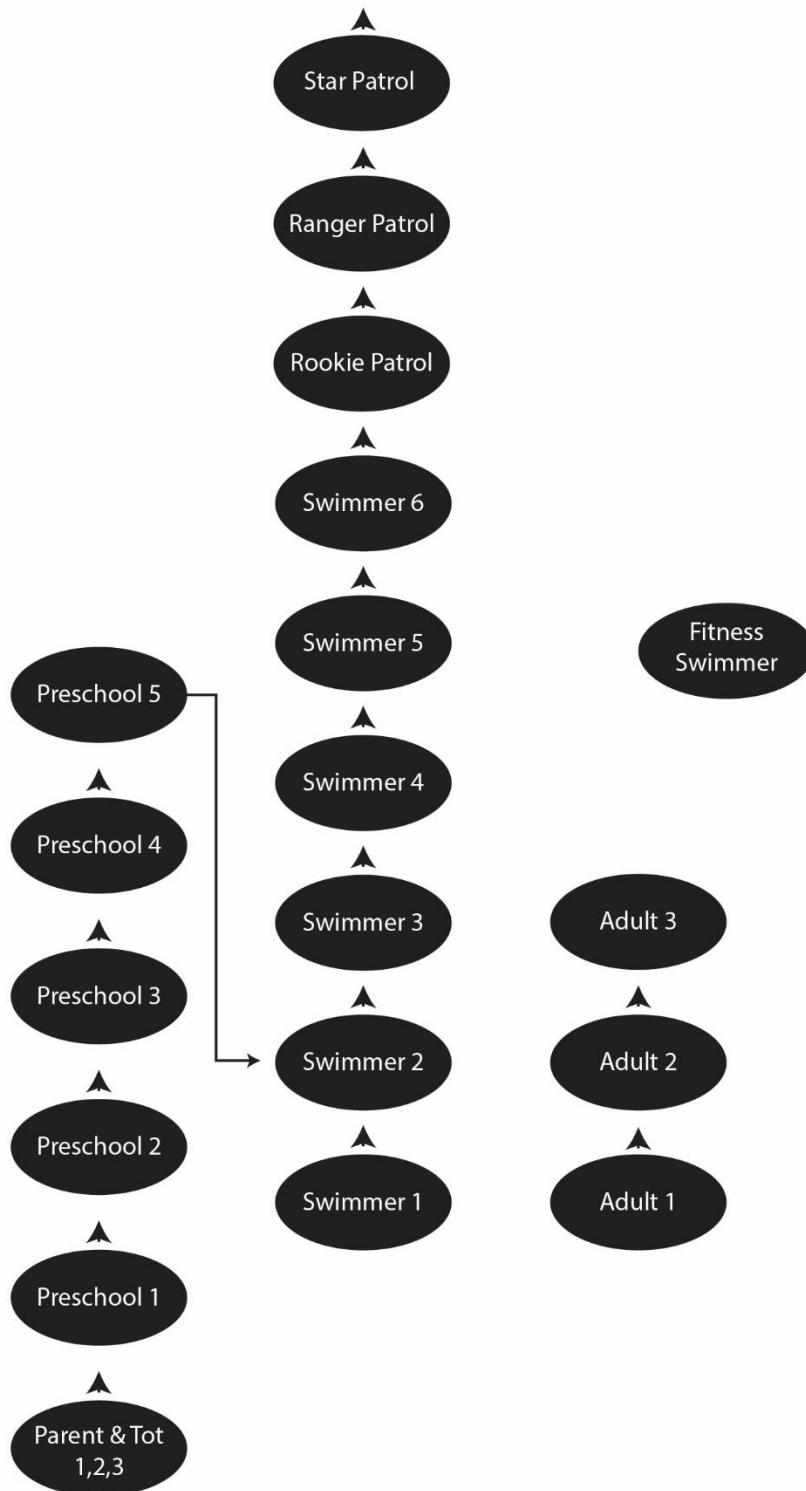 Star Patrol
Ranger Patrol
Rookie Patrol
Swimmer 6
Swimmer 5
Fitness
Swimmer
Preschool 5
Swimmer 4
Preschool 4
Swimmer 3
Adult 3
Preschool 3
Swimmer 2
Adult 2
Preschool 2
Swimmer 1
Adult 1
Preschool 1
Parent & Tot
1,2,3